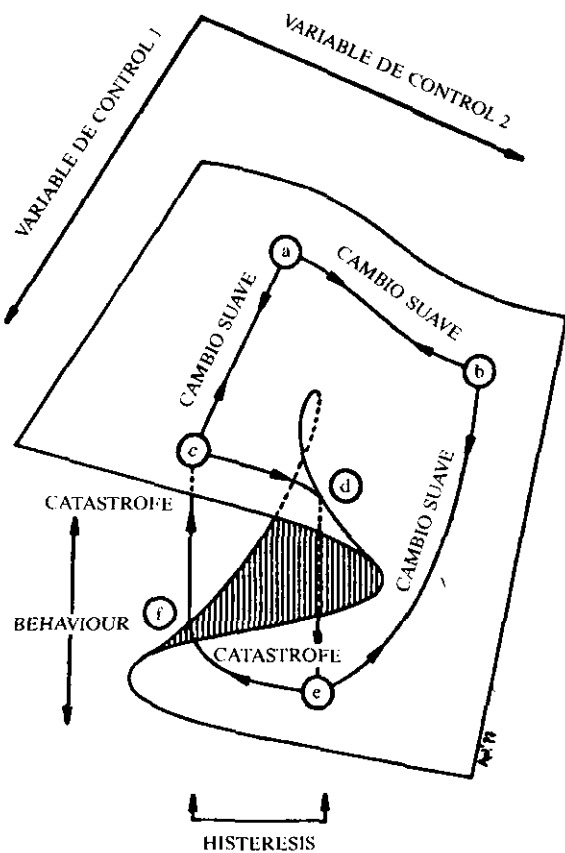 VARIABLE DE CONTROL 1
VARIABLE DE CONTROL 2
a
CAMBIO SUAVE
CAMBIO SUAVE
b
c
d
CATASTROFE
CAMBIO SUAVE
f
BEHAVIOUR
CATASTROFE
e
HISTERESIS